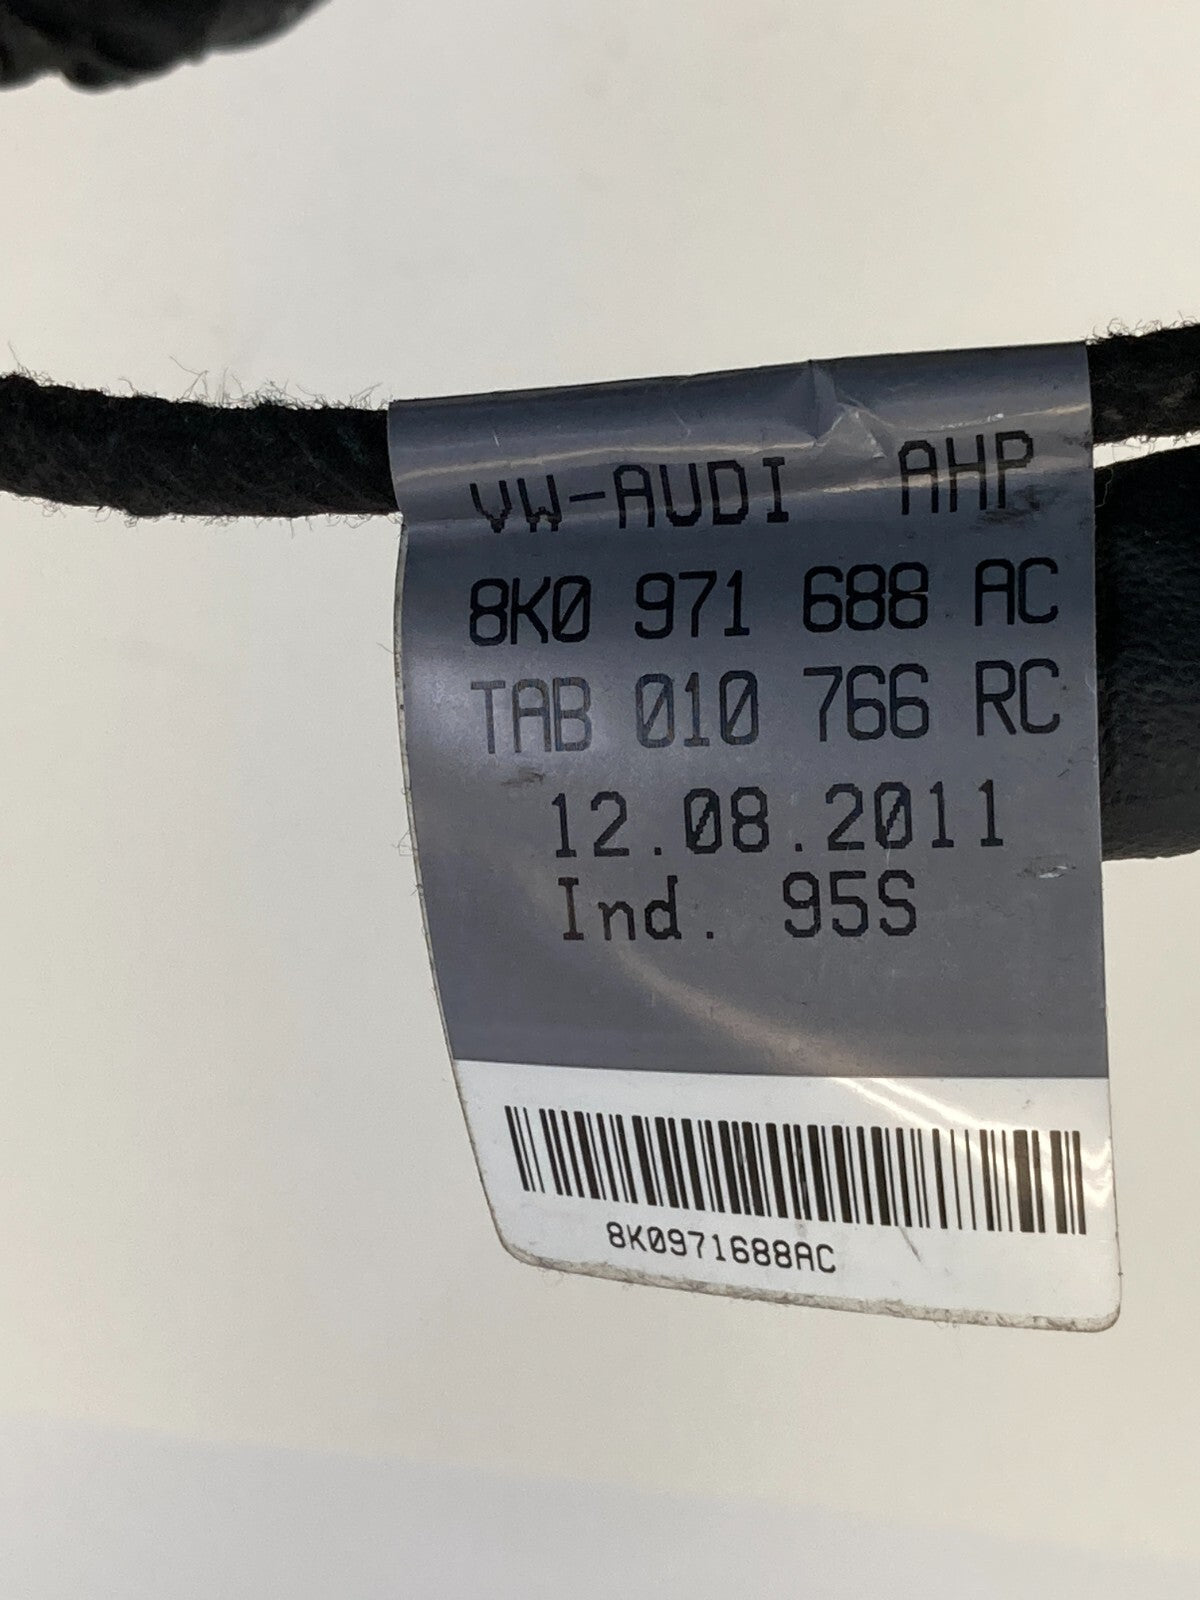 VW-AUDI AHP
8K0 971 688 AC
TAB 010 766 RC
12.08.2011
Ind. 95S
8K0971688AC